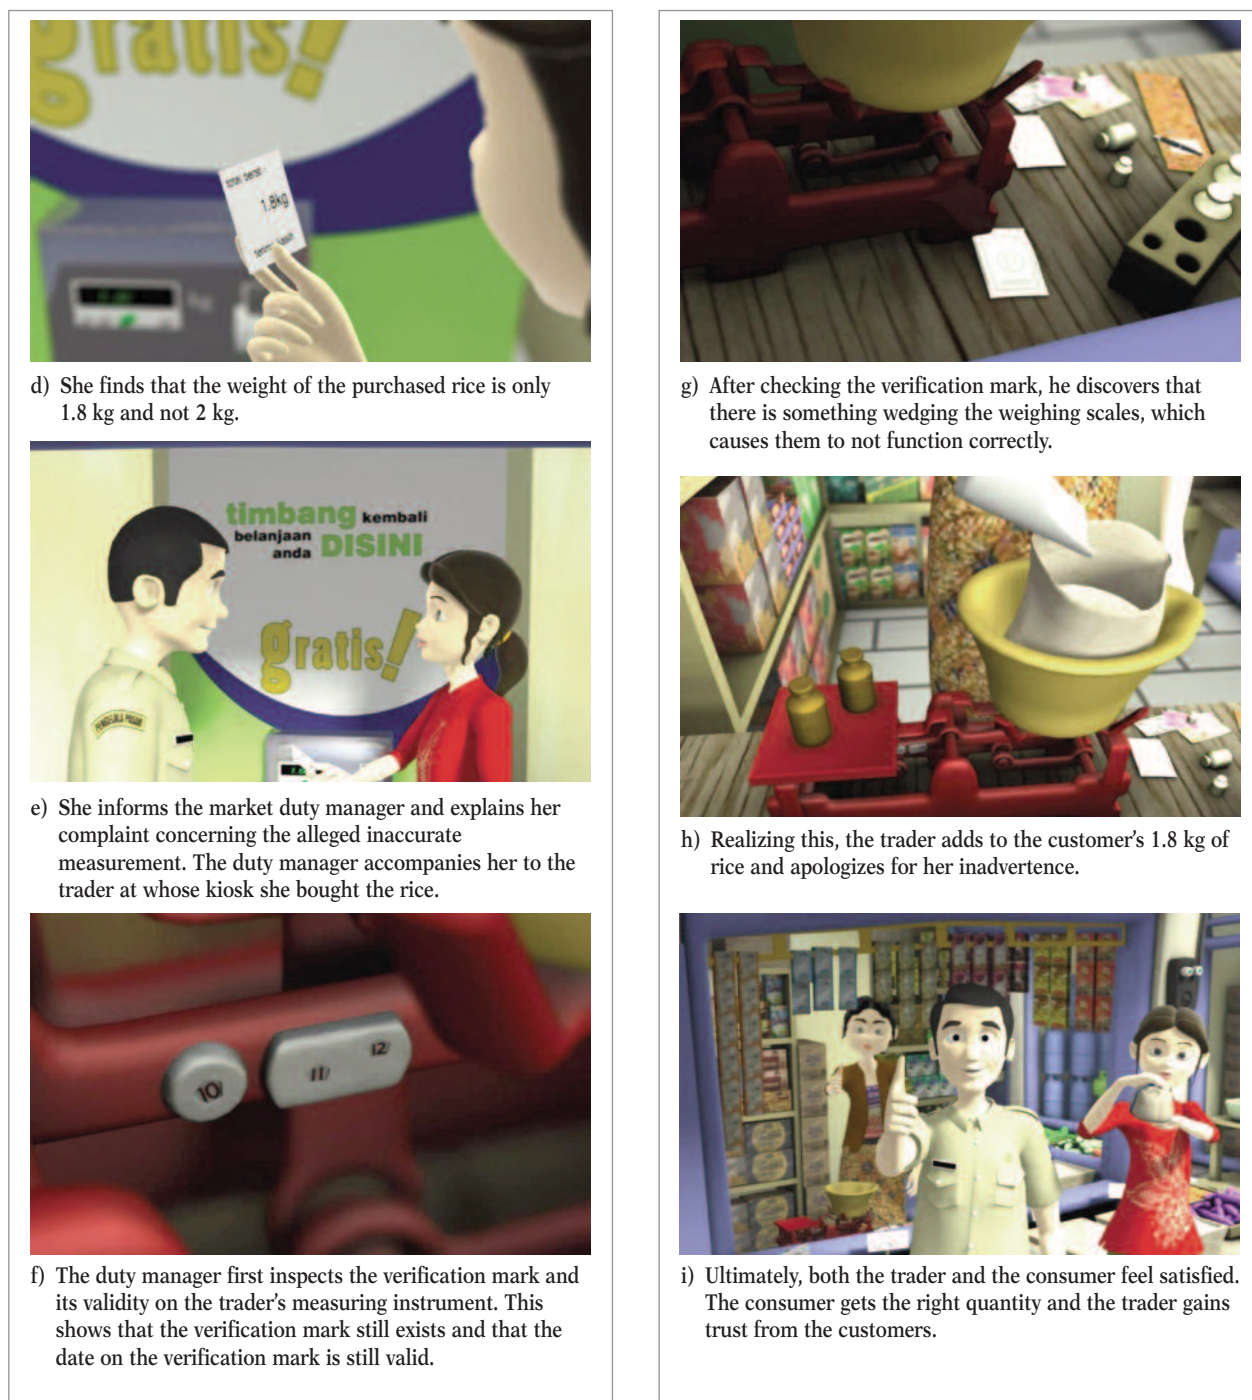 gratis!
total berat :
1.8kg
kg
d) She finds that the weight of the purchased rice is only
1.8 kg and not 2 kg.
timbang kembali
belanjaan
anda DISINI
gratis!
PENGELOLA PASAR
e) She informs the market duty manager and explains her
complaint concerning the alleged inaccurate
measurement. The duty manager accompanies her to the
trader at whose kiosk she bought the rice.
10/
11/
12/
f) The duty manager first inspects the verification mark and
its validity on the trader's measuring instrument. This
shows that the verification mark still exists and that the
date on the verification mark is still valid.
g) After checking the verification mark, he discovers that
there is something wedging the weighing scales, which
causes them to not function correctly.
h) Realizing this, the trader adds to the customer's 1.8 kg of
rice and apologizes for her inadvertence.
i) Ultimately, both the trader and the consumer feel satisfied.
The consumer gets the right quantity and the trader gains
trust from the customers.